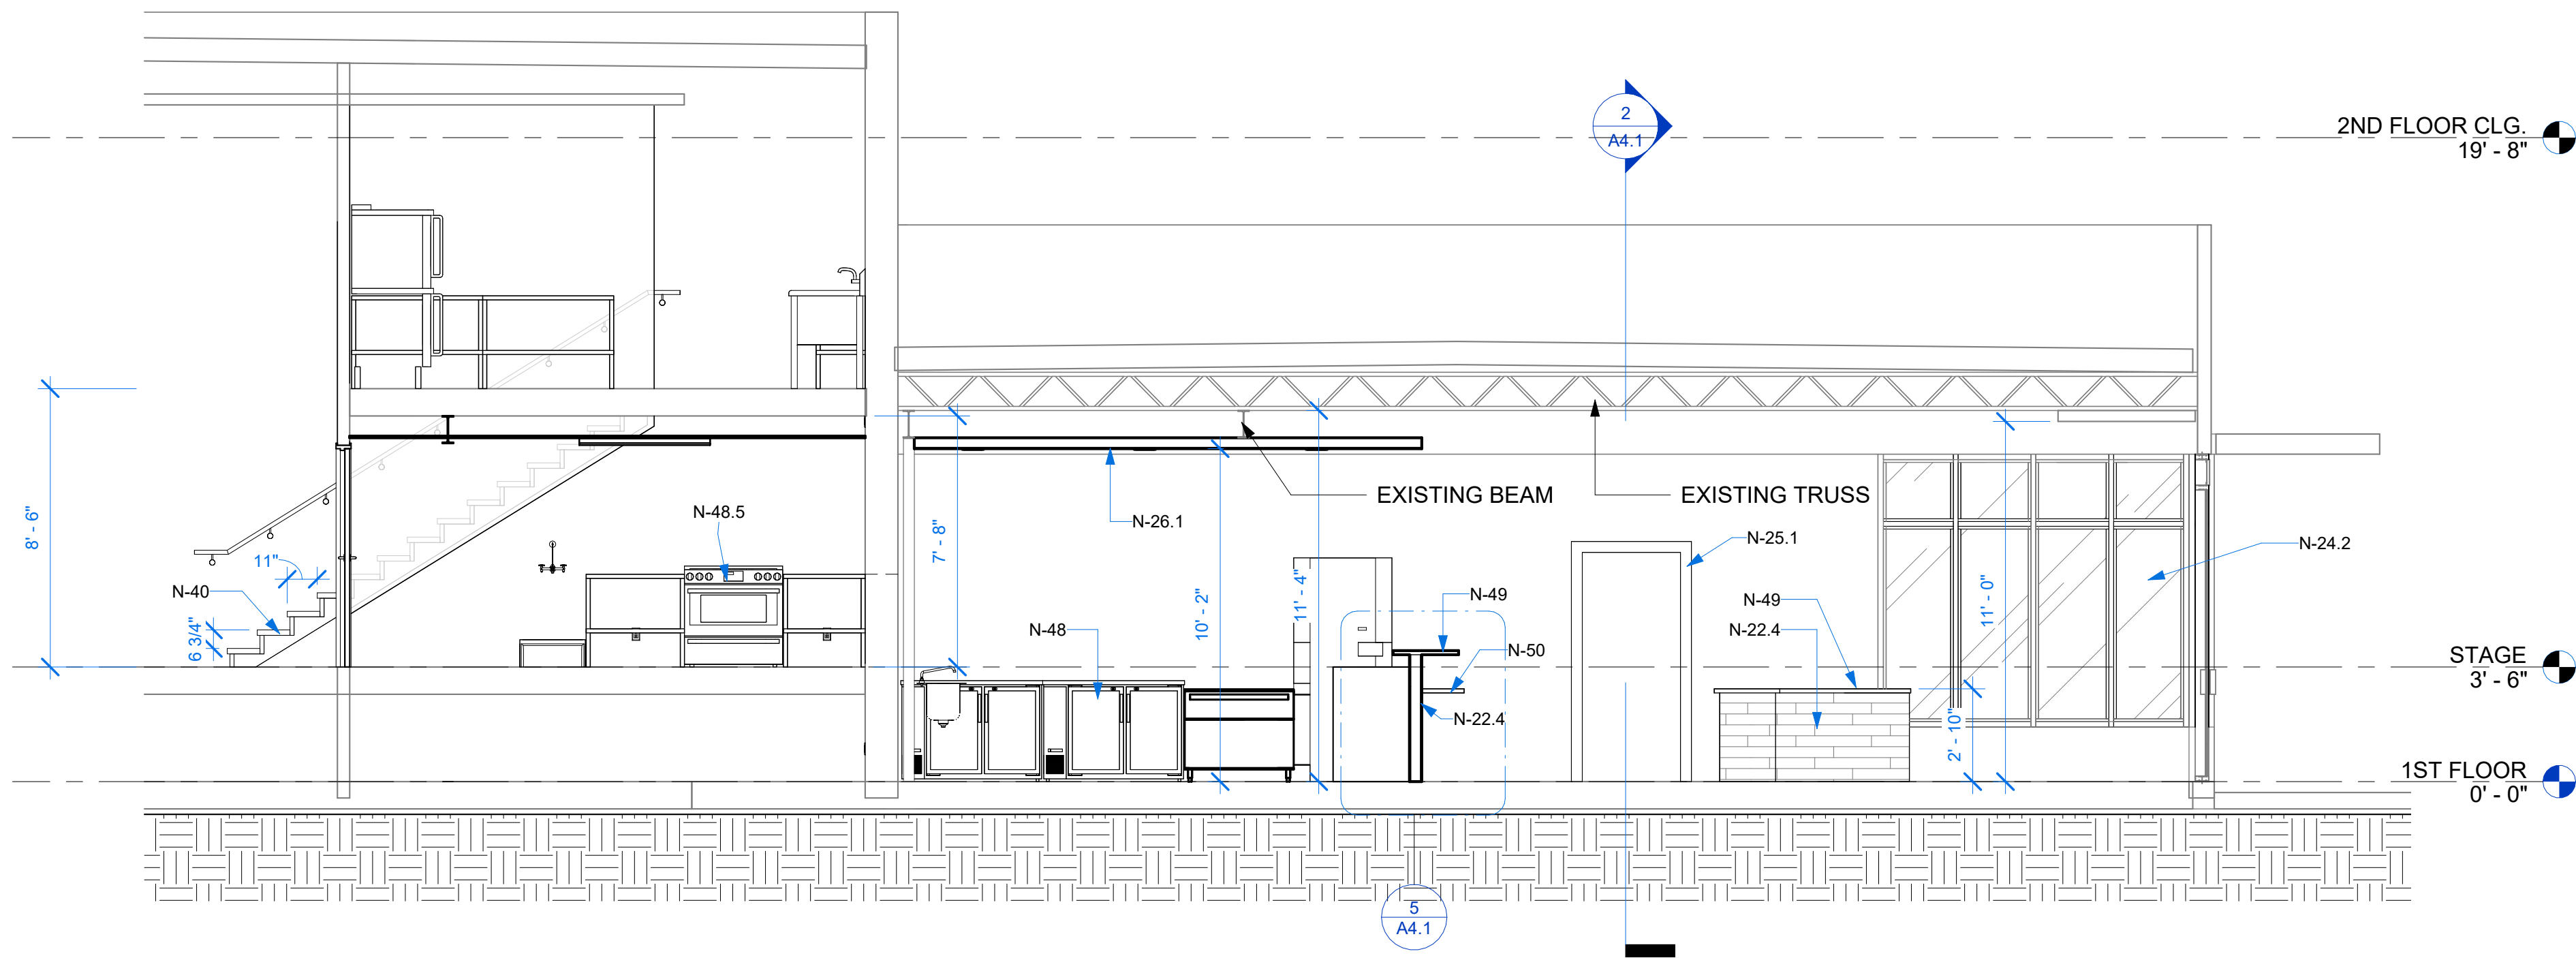 2
A4.1
2ND FLOOR CLG.
19' - 8"
EXISTING BEAM
EXISTING TRUSS
N-48.5
N-26.1
8' - 6"
7' - 8"
N-25.1
N-24.2
11"
N-40
10' - 2"
11' - 4"
N-49
N-49
11' - 0"
6 3/4"
N-48
N-22.4
N-50
STAGE
3' - 6"
N-22.4
2' - 10"
1ST FLOOR
0' - 0"
5
A4.1